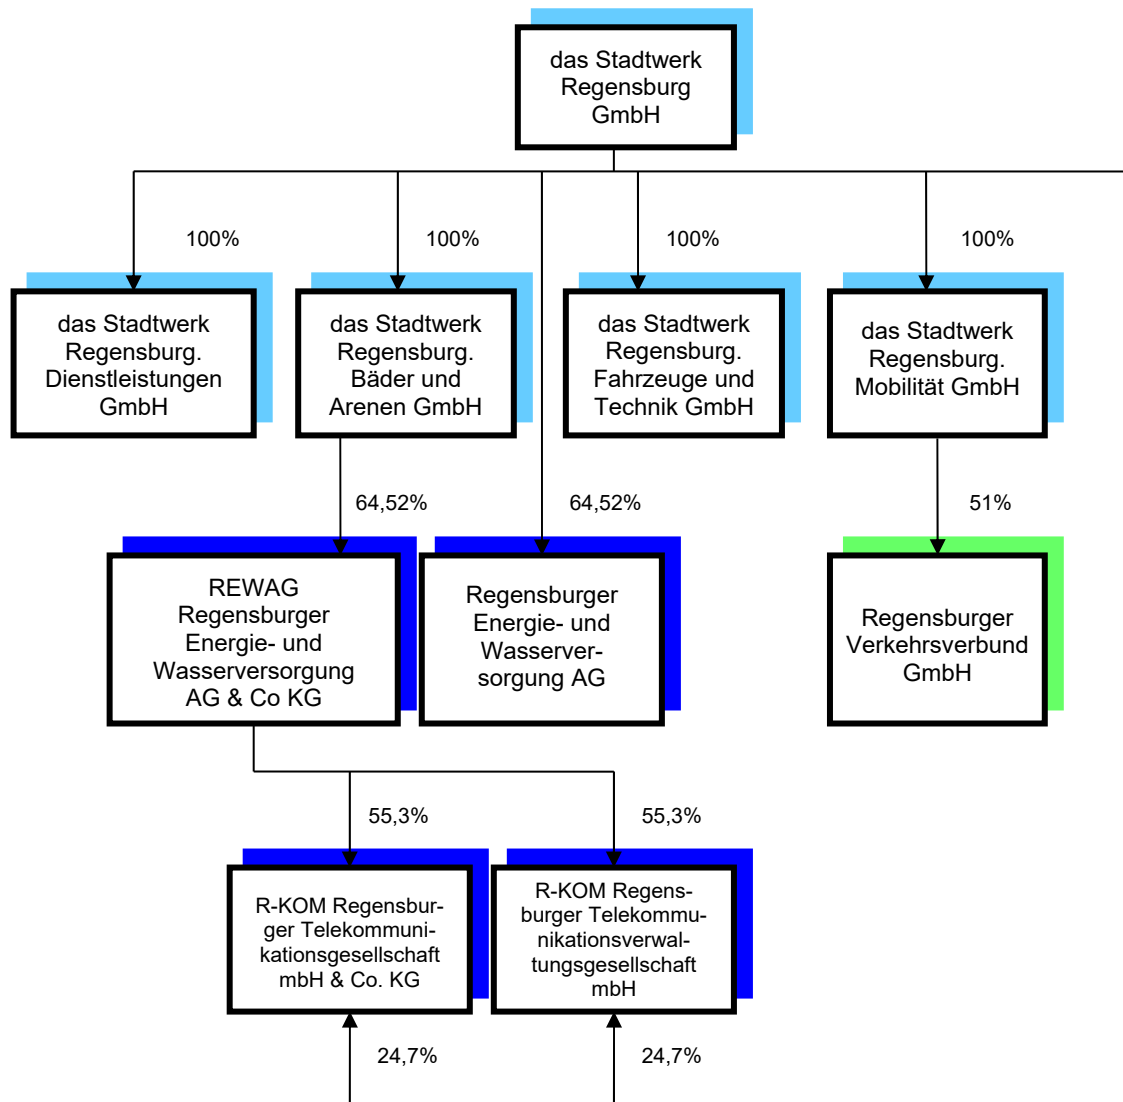 das Stadtwerk
Regensburg
GmbH
100%
100%
100%
100%
das Stadtwerk
Regensburg.
Dienstleistungen
GmbH
das Stadtwerk
Regensburg.
Bäder und
Arenen GmbH
das Stadtwerk
Regensburg.
Fahrzeuge und
Technik GmbH
das Stadtwerk
Regensburg.
Mobilität GmbH
64,52%
64,52%
51%
REWAG
Regensburger
Energie- und
Wasserversorgung
AG & Co KG
Regensburger
Energie- und
Wasserver-
sorgung AG
Regensburger
Verkehrsverbund
GmbH
55,3%
55,3%
R-KOM Regensbur-
ger Telekommuni-
kationsgesellschaft
mbH & Co. KG
R-KOM Regens-
burger Telekommu-
nikationsverwal-
tungsgesellschaft
mbH
24,7%
24,7%